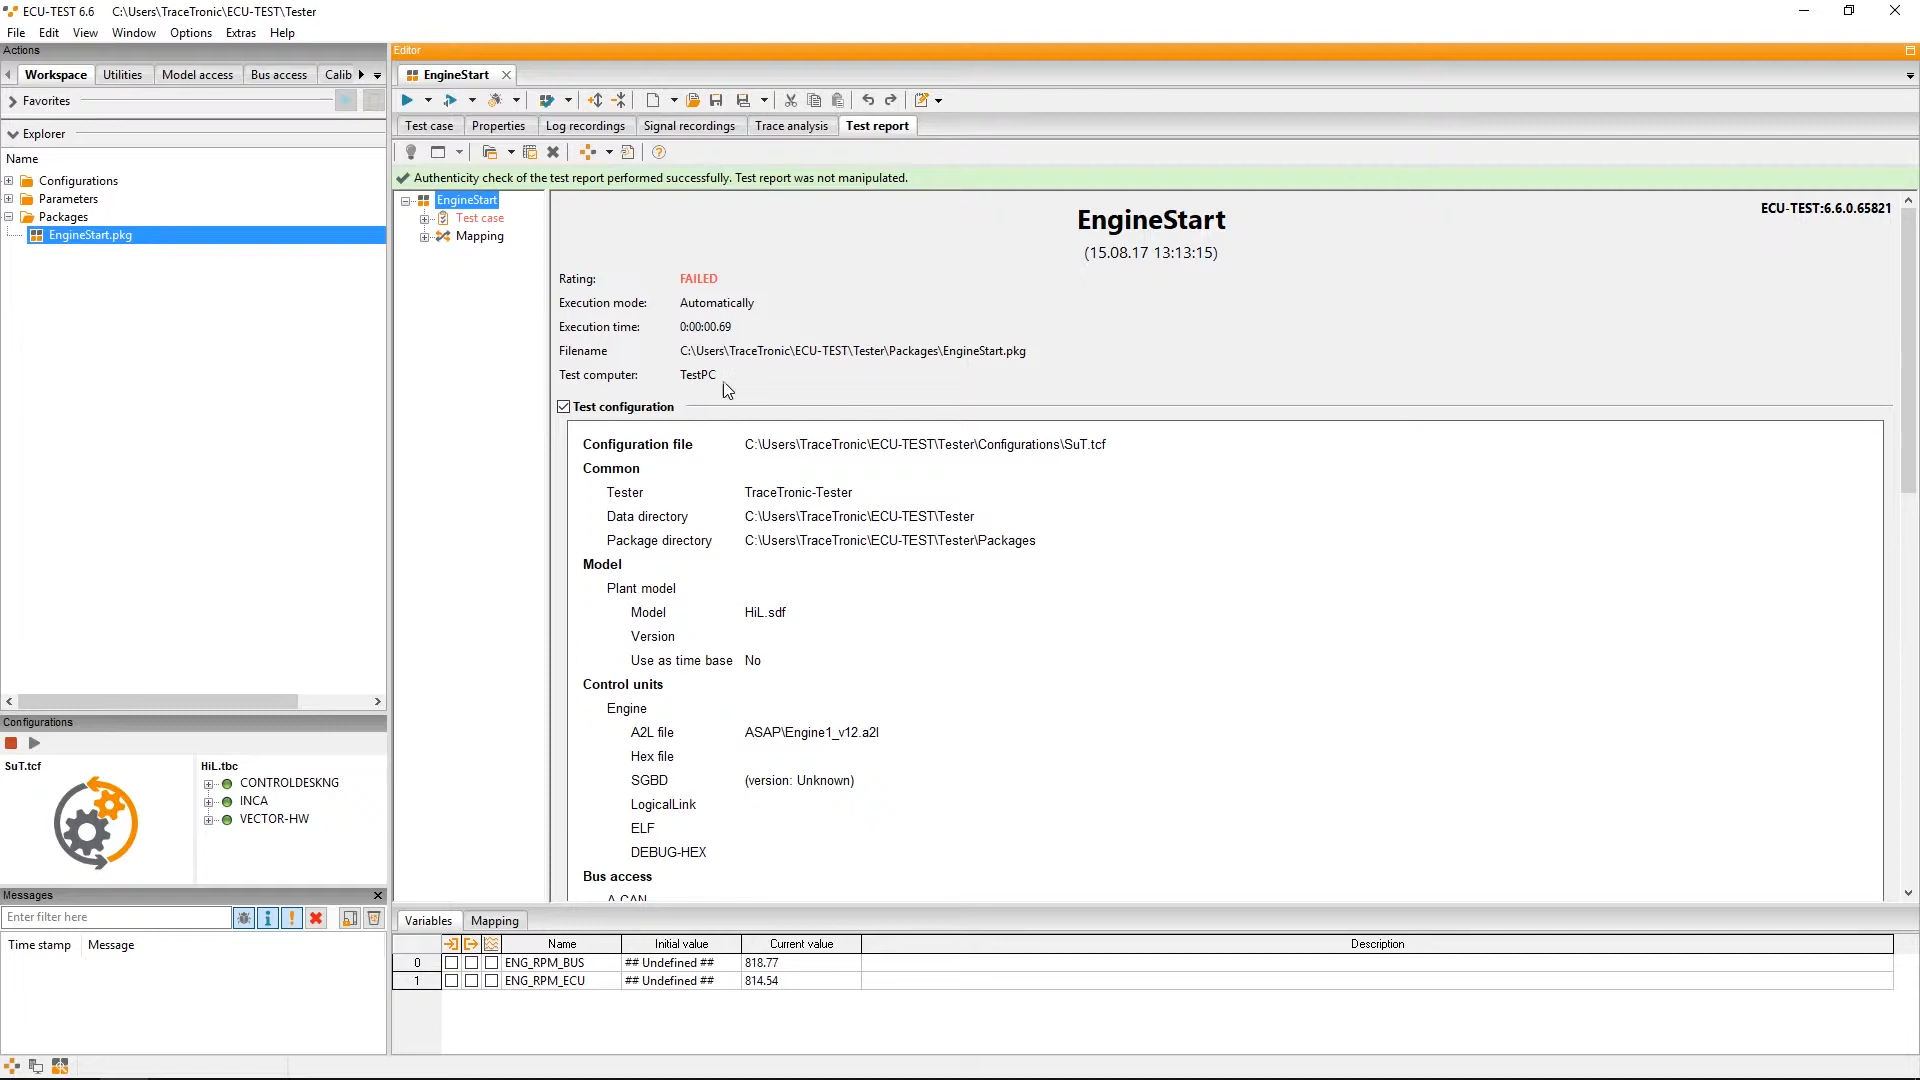 ECU-TEST 6.6 C:\Users\TraceTronic\ECU-TEST\Tester
File Edit View Window Options Extras Help
Actions
Workspace Utilities Model access Bus access Calib
Favorites
Explorer
Name
Configurations
Parameters
Packages
EngineStart.pkg
Configurations
SuT.tcf
HiL.tbc
CONTROLDESKNG
INCA
VECTOR-HW
Messages
Enter filter here
Time stamp Message
Editor
EngineStart
Test case Properties Log recordings Signal recordings Trace analysis Test report
Authenticity check of the test report performed successfully. Test report was not manipulated.
EngineStart
Test case
Mapping
EngineStart
ECU-TEST:6.6.0.65821
(15.08.17 13:13:15)
Rating: FAILED
Execution mode: Automatically
Execution time: 0:00:00.69
Filename C:\Users\TraceTronic\ECU-TEST\Tester\Packages\EngineStart.pkg
Test computer: TestPC
Test configuration
Configuration file C:\Users\TraceTronic\ECU-TEST\Tester\Configurations\SuT.tcf
Common
Tester TraceTronic-Tester
Data directory C:\Users\TraceTronic\ECU-TEST\Tester
Package directory C:\Users\TraceTronic\ECU-TEST\Tester\Packages
Model
Plant model
Model HiL.sdf
Version
Use as time base No
Control units
Engine
A2L file ASAP\Engine1_v12.a2l
Hex file
SGBD (version: Unknown)
LogicalLink
ELF
DEBUG-HEX
Bus access
A CAN
Variables Mapping
Name Initial value Current value Description
0 ENG_RPM_BUS ## Undefined ## 818.77
1 ENG_RPM_ECU ## Undefined ## 814.54